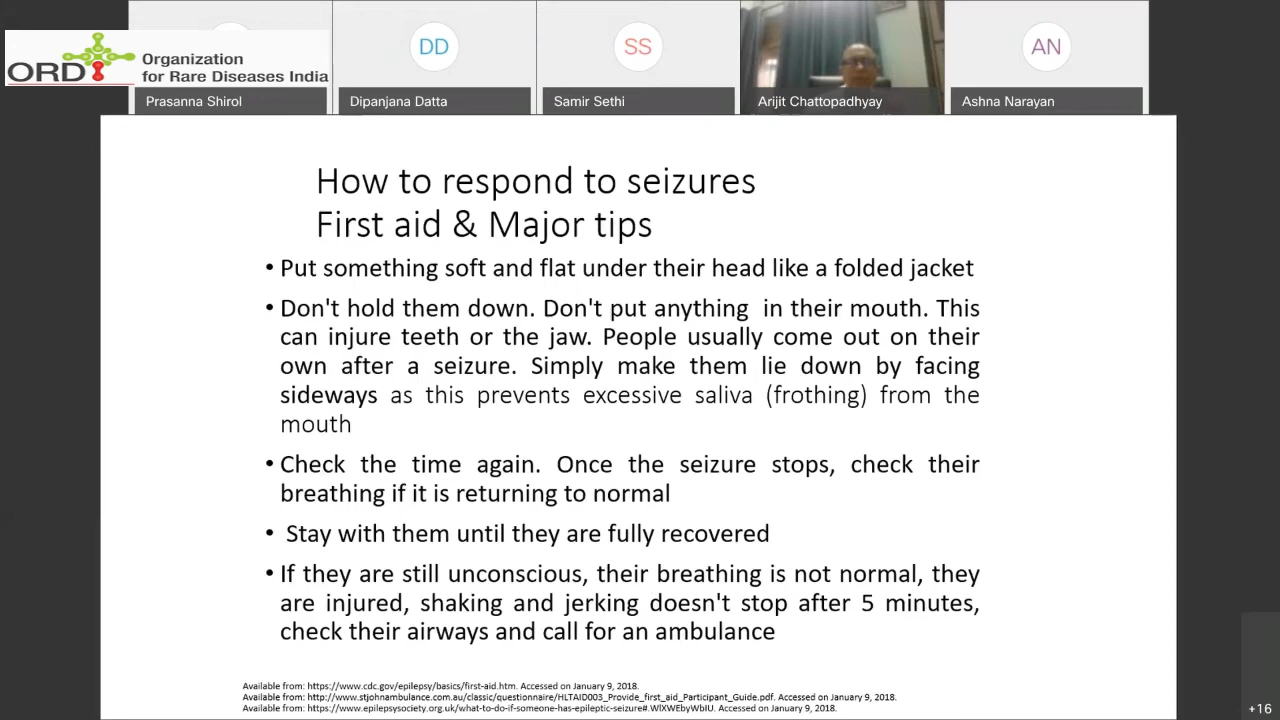 ORDI
Organization
for Rare Diseases India
DD
SS
AN
Prasanna Shirol
Dipanjana Datta
Samir Sethi
Arijit Chattopadhyay
Ashna Narayan
How to respond to seizures
First aid & Major tips
• Put something soft and flat under their head like a folded jacket
• Don't hold them down. Don't put anything in their mouth. This
can injure teeth or the jaw. People usually come out on their
own after a seizure. Simply make them lie down by facing
sideways as this prevents excessive saliva (frothing) from the
mouth
• Check the time again. Once the seizure stops, check their
breathing if it is returning to normal
• Stay with them until they are fully recovered
• If they are still unconscious, their breathing is not normal, they
are injured, shaking and jerking doesn't stop after 5 minutes,
check their airways and call for an ambulance
Available from: https://www.cdc.gov/epilepsy/basics/first-aid.htm. Accessed on January 9, 2018.
Available from: http://www.stjohnambulance.com.au/classic/questionnaire/HLTAID003_Provide_first_aid_Participant_Guide.pdf. Accessed on January 9, 2018.
Available from: https://www.epilepsysociety.org.uk/what-to-do-if-someone-has-epileptic-seizure#.WlXWEbyWbIU. Accessed on January 9, 2018.
+16